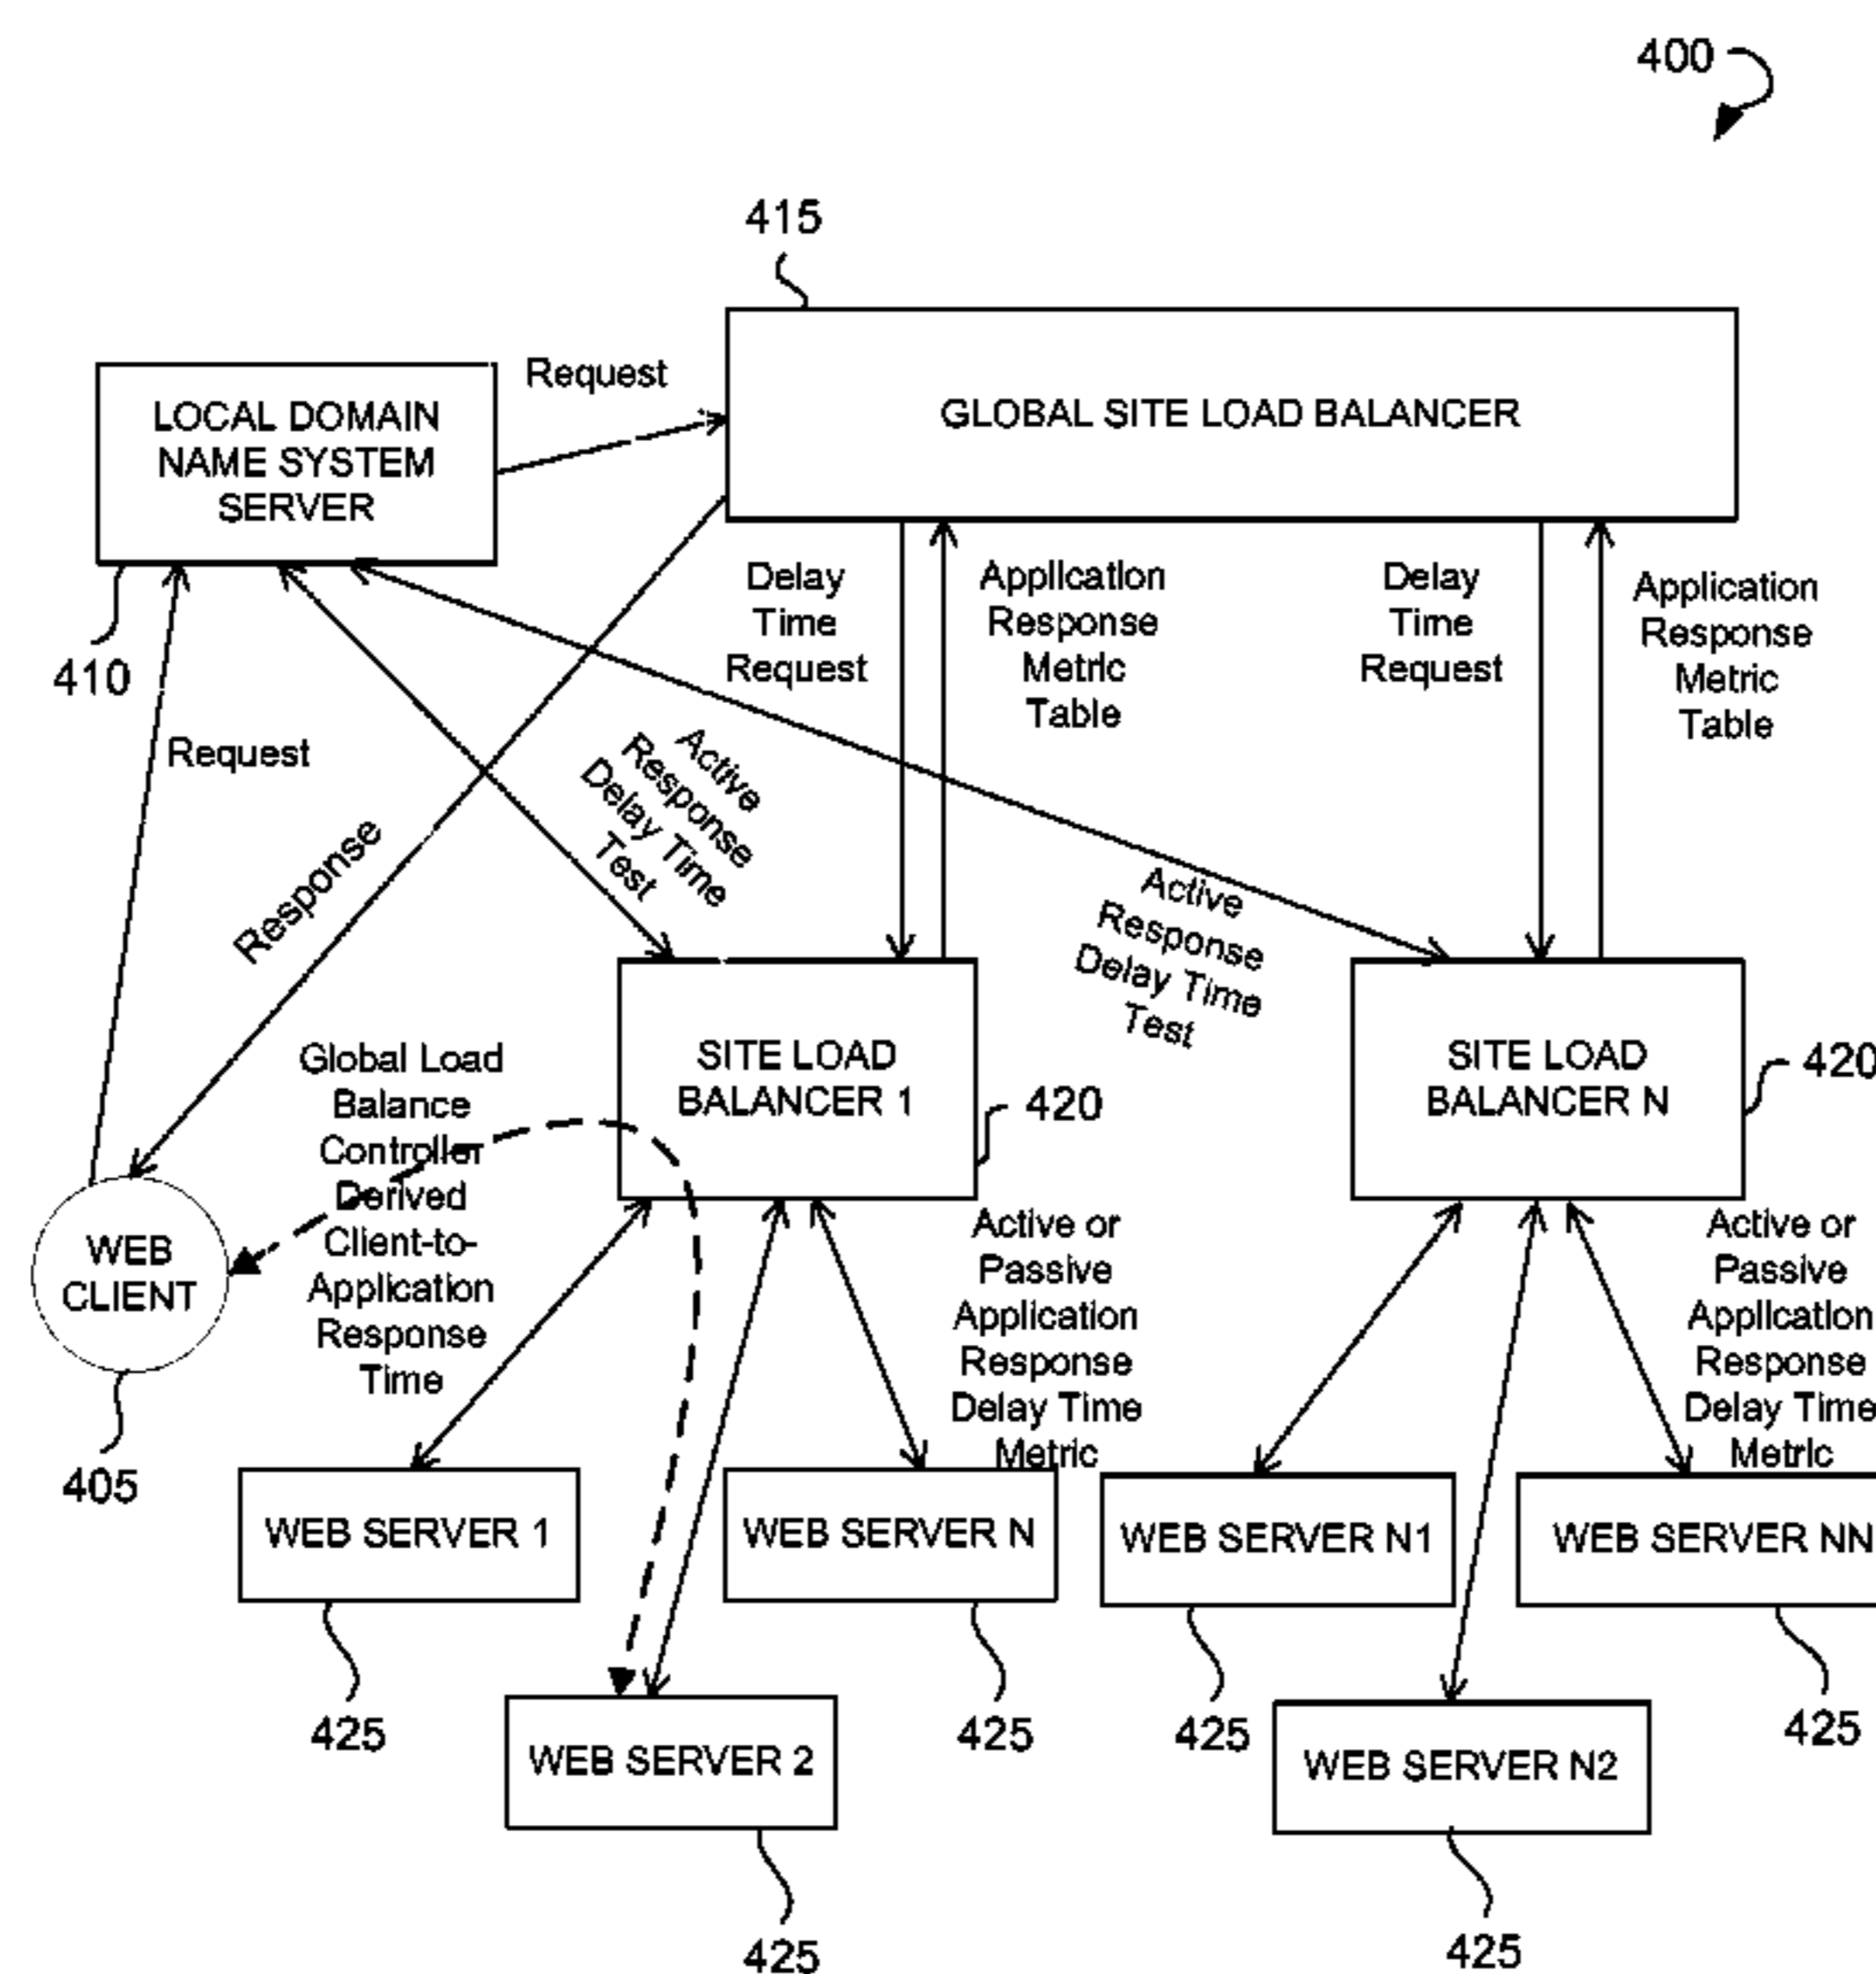 400
415
Request
LOCAL DOMAIN
NAME SYSTEM
SERVER
GLOBAL SITE LOAD BALANCER
410
Delay
Time
Request
Application
Response
Metric
Table
Delay
Time
Request
Application
Response
Metric
Table
Request
Response
Active
Response
Delay Time
Test
Active
Response
Delay Time
Test
SITE LOAD
BALANCER 1
420
SITE LOAD
BALANCER N
420
Global Load
Balance
Controller
Derived
Client-to-
Application
Response
Time
WEB
CLIENT
405
Active or
Passive
Application
Response
Delay Time
Metric
Active or
Passive
Application
Response
Delay Time
Metric
WEB SERVER 1
WEB SERVER N
WEB SERVER N1
WEB SERVER NN
425
425
425
425
WEB SERVER 2
WEB SERVER N2
425
425